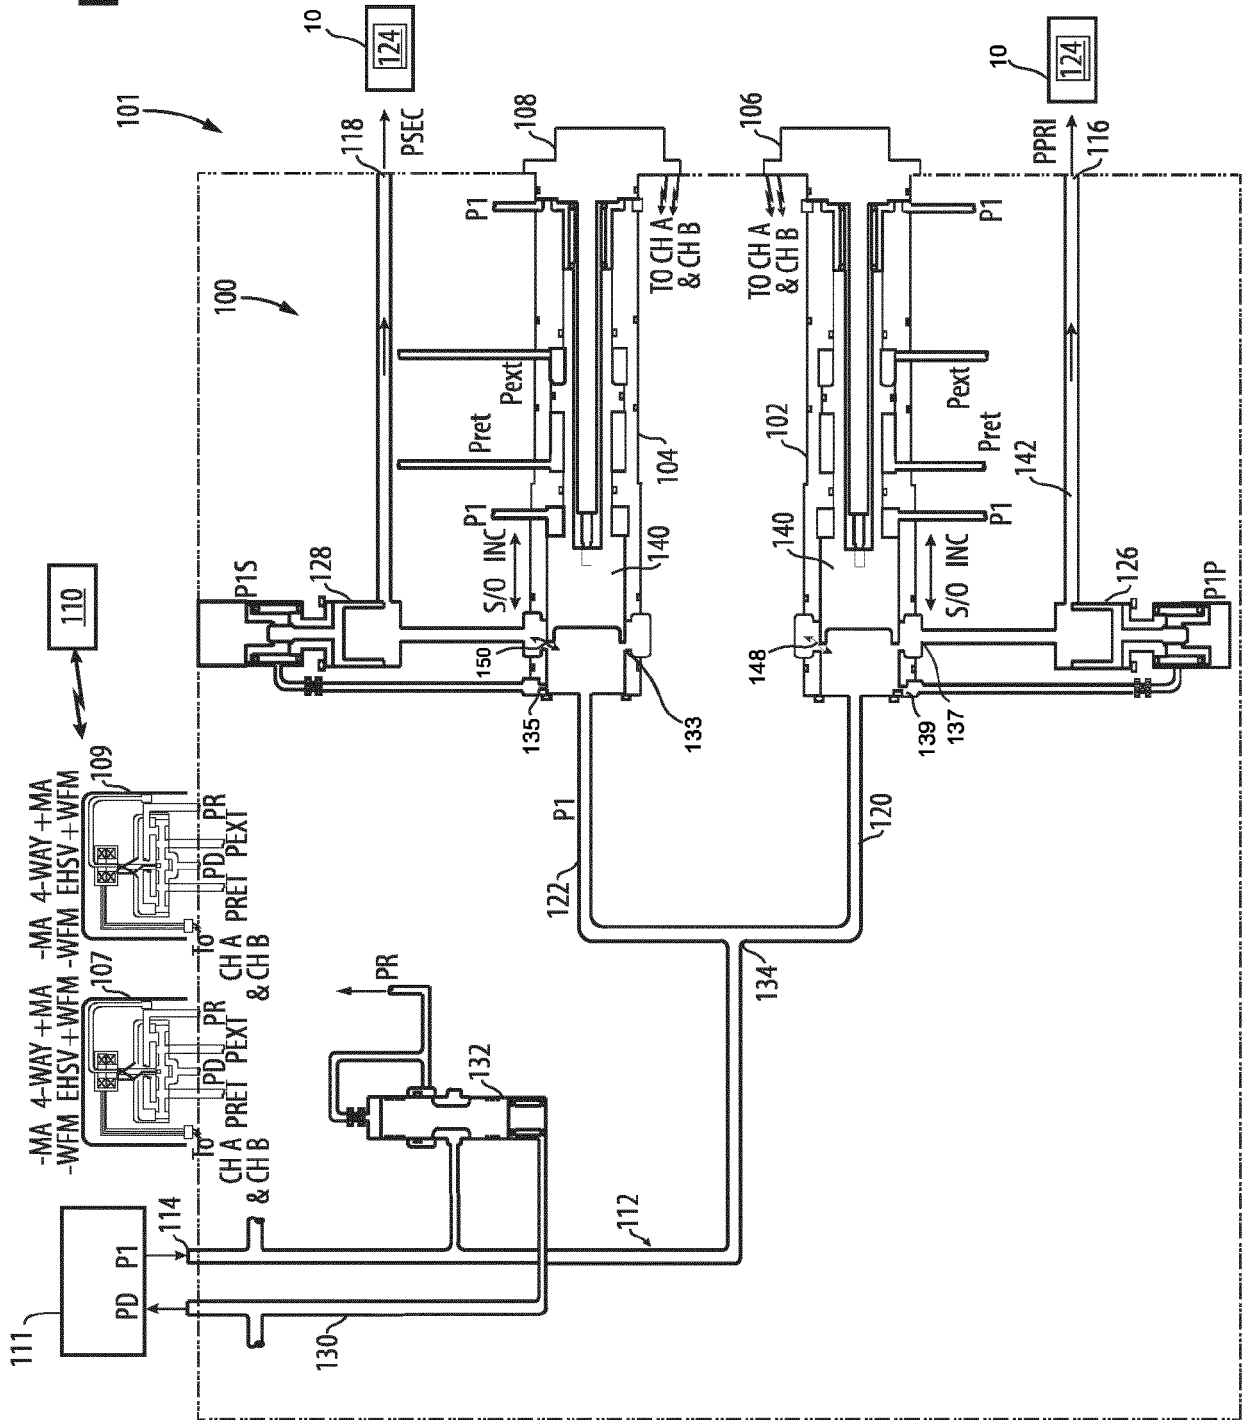 111
PD
P1
114
130
112
-MA 4-WAY +MA
-WFM EHSV +WFM
107
TO
CH A
& CH B
PRET
PD
PEXT
PR
-MA 4-WAY +MA
-WFM EHSV +WFM
109
TO
CH A
& CH B
PRET
PD
PEXT
PR
110
101
100
10
124
P1S
128
118
PSEC
132
PR
135
150
S/O INC
P1
Pret
Pext
P1
108
122
P1
133
140
104
TO CH A
& CH B
134
120
148
140
102
TO CH A
& CH B
106
139
137
S/O INC
P1
Pret
Pext
P1
142
126
P1P
PPRI
116
10
124